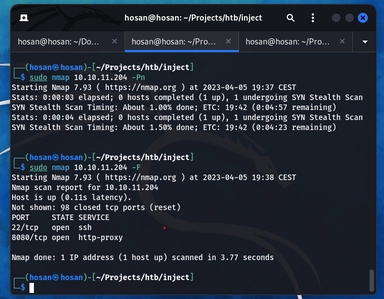 hosan@hosan: ~/Projects/htb/inject
hosan@hosan: ~/Do... hosan@hosan: ~/Pro... hosan@hosan: ~/Pro...
┌──(hosan㉿hosan)-[~/Projects/htb/inject]
└─$ sudo nmap 10.10.11.204 -Pn
Starting Nmap 7.93 ( https://nmap.org ) at 2023-04-05 19:37 CEST
Stats: 0:00:03 elapsed; 0 hosts completed (1 up), 1 undergoing SYN Stealth Scan
SYN Stealth Scan Timing: About 1.00% done; ETC: 19:42 (0:04:57 remaining)
Stats: 0:00:04 elapsed; 0 hosts completed (1 up), 1 undergoing SYN Stealth Scan
SYN Stealth Scan Timing: About 1.50% done; ETC: 19:42 (0:04:23 remaining)
┌──(hosan㉿hosan)-[~/Projects/htb/inject]
└─$ sudo nmap 10.10.11.204 -F
Starting Nmap 7.93 ( https://nmap.org ) at 2023-04-05 19:38 CEST
Nmap scan report for 10.10.11.204
Host is up (0.11s latency).
Not shown: 98 closed tcp ports (reset)
PORT     STATE SERVICE
22/tcp   open  ssh
8080/tcp open  http-proxy
Nmap done: 1 IP address (1 host up) scanned in 3.77 seconds
┌──(hosan㉿hosan)-[~/Projects/htb/inject]
└─$